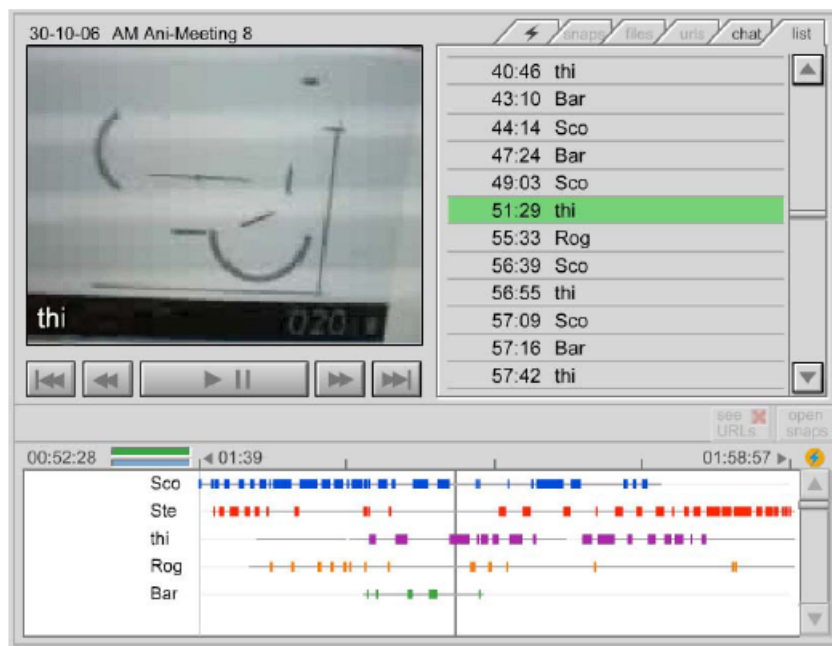 30-10-06 AM Ani-Meeting 8
snaps files urls chat list
40:46 thi
43:10 Bar
44:14 Sco
47:24 Bar
49:03 Sco
51:29 thi
55:33 Rog
56:39 Sco
56:55 thi
57:09 Sco
57:16 Bar
57:42 thi
thi
020
see URLs
open snaps
00:52:28
01:39
01:58:57
Sco
Ste
thi
Rog
Bar